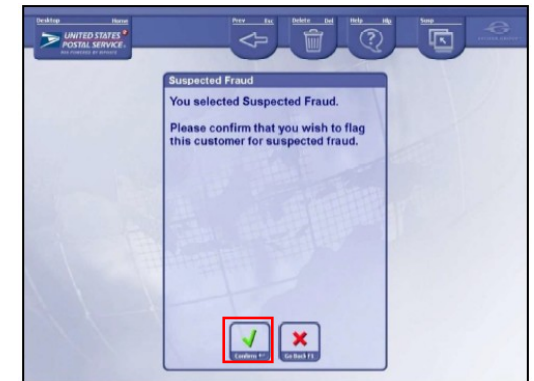 Desktop Home
Prev Esc
Delete Del
Help Hlp
Swap
UNITED STATES
POSTAL SERVICE
Suspected Fraud
You selected Suspected Fraud.
Please confirm that you wish to flag
this customer for suspected fraud.
Confirm
Go Back F1